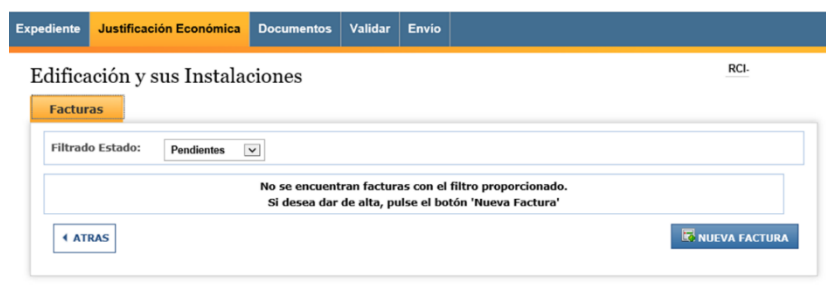 Expediente Justificación Económica Documentos Validar Envio
Edificación y sus Instalaciones
RCI-
Facturas
Filtrado Estado: Pendientes
No se encuentran facturas con el filtro proporcionado.
Si desea dar de alta, pulse el botón 'Nueva Factura'
ATRAS
NUEVA FACTURA